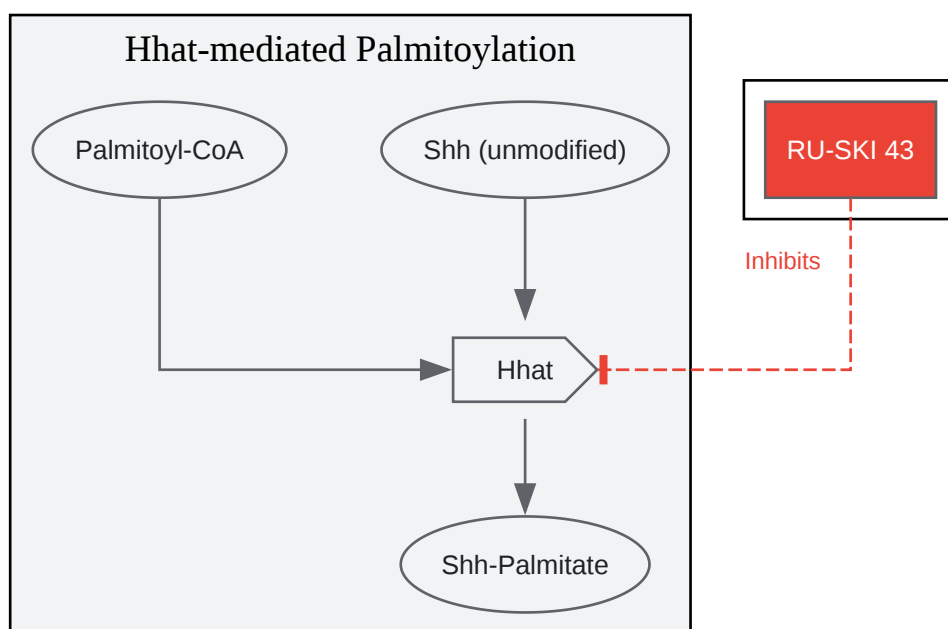 Hhat-mediated Palmitoylation
Palmitoyl-CoA
Shh (unmodified)
RU-SKI 43
Inhibits
Hhat
Shh-Palmitate